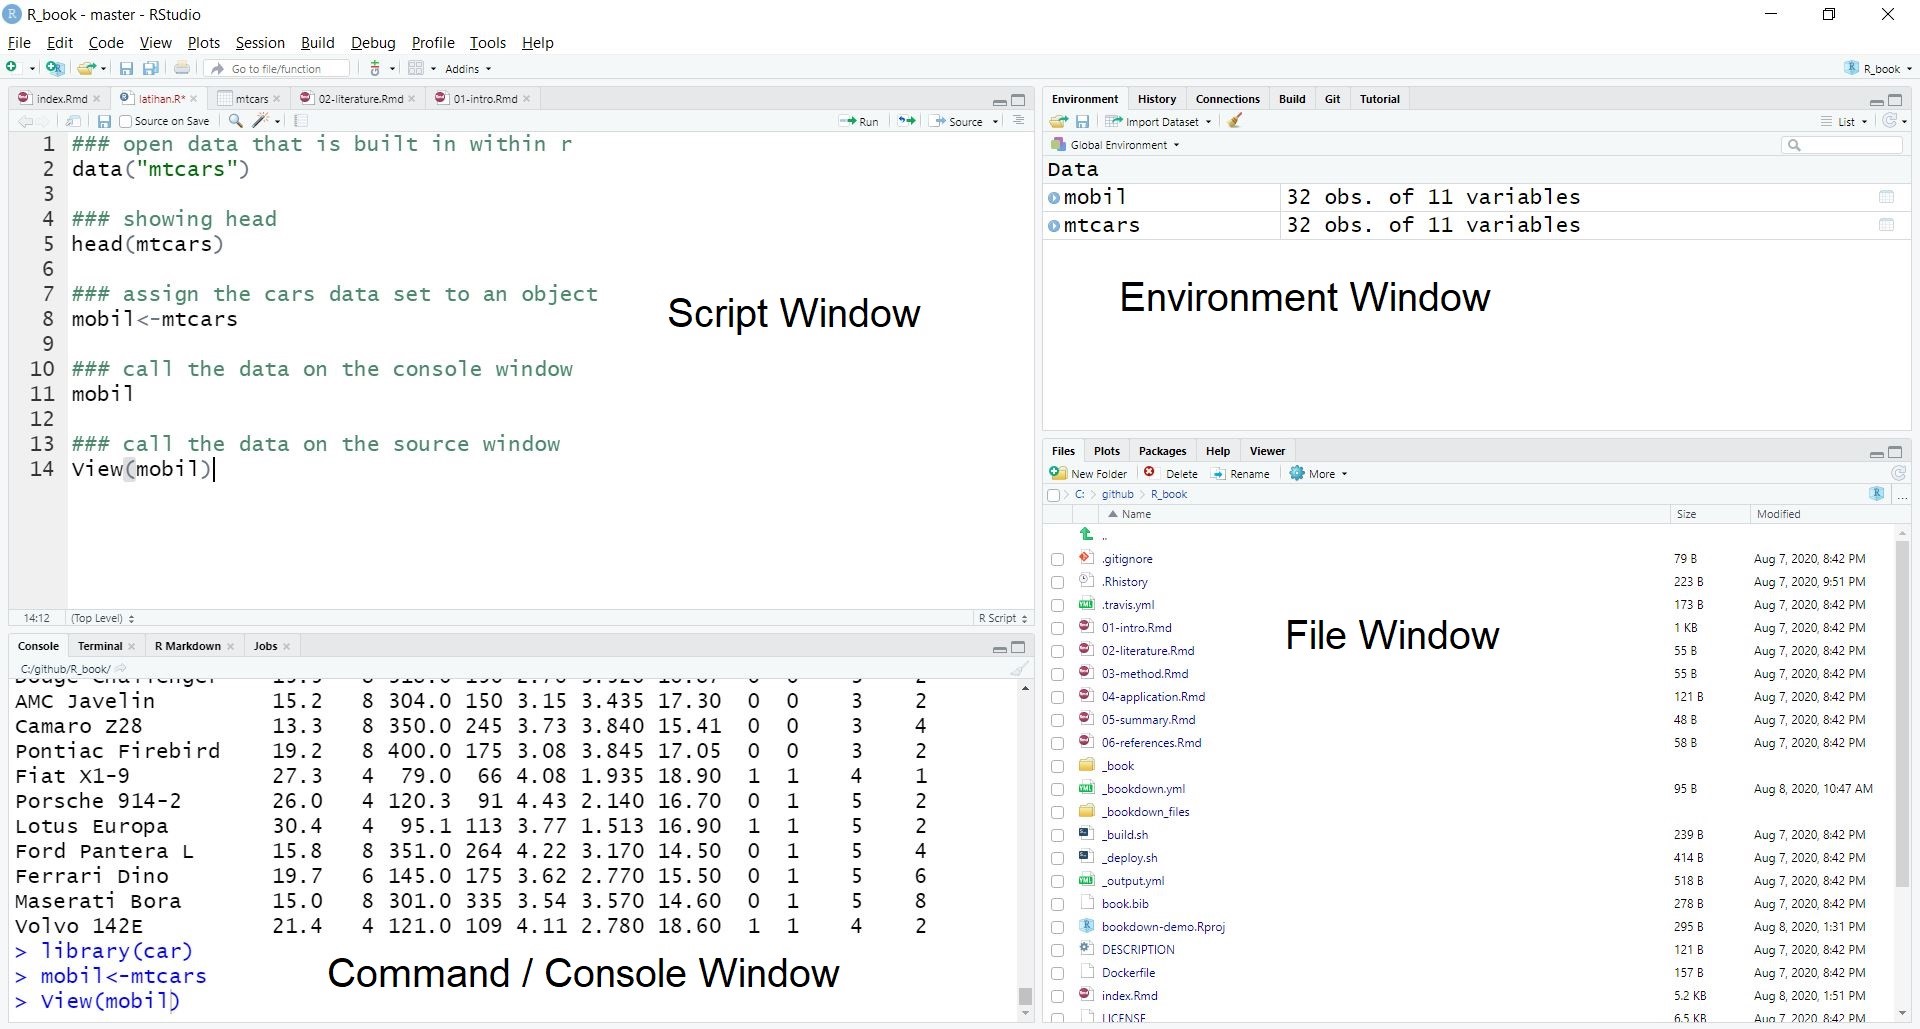 R_book - master - RStudio
File Edit Code View Plots Session Build Debug Profile Tools Help
Go to file/function Addins R_book
index.Rmd latihan.R* mtcars 02-literature.Rmd 01-intro.Rmd
Source on Save Run Source
1 ### open data that is built in within r
2 data("mtcars")
3
4 ### showing head
5 head(mtcars)
6
7 ### assign the cars data set to an object
8 mobil<-mtcars
9
10 ### call the data on the console window
11 mobil
12
13 ### call the data on the source window
14 View(mobil)
Script Window
14:12 (Top Level) R Script
Console Terminal R Markdown Jobs
C:/github/R_book/
Dodge Challenger
AMC Javelin 15.2 8 304.0 150 3.15 3.435 17.30 0 0 3 2
Camaro Z28 13.3 8 350.0 245 3.73 3.840 15.41 0 0 3 4
Pontiac Firebird 19.2 8 400.0 175 3.08 3.845 17.05 0 0 3 2
Fiat X1-9 27.3 4 79.0 66 4.08 1.935 18.90 1 1 4 1
Porsche 914-2 26.0 4 120.3 91 4.43 2.140 16.70 0 1 5 2
Lotus Europa 30.4 4 95.1 113 3.77 1.513 16.90 1 1 5 2
Ford Pantera L 15.8 8 351.0 264 4.22 3.170 14.50 0 1 5 4
Ferrari Dino 19.7 6 145.0 175 3.62 2.770 15.50 0 1 5 6
Maserati Bora 15.0 8 301.0 335 3.54 3.570 14.60 0 1 5 8
Volvo 142E 21.4 4 121.0 109 4.11 2.780 18.60 1 1 4 2
> library(car)
> mobil<-mtcars
> View(mobil)
Command / Console Window
Environment History Connections Build Git Tutorial
Import Dataset List
Global Environment
Data
mobil 32 obs. of 11 variables
mtcars 32 obs. of 11 variables
Environment Window
Files Plots Packages Help Viewer
New Folder Delete Rename More
C: github R_book ...
Name Size Modified
..
.gitignore 79 B Aug 7, 2020, 8:42 PM
.Rhistory 223 B Aug 7, 2020, 9:51 PM
.travis.yml 173 B Aug 7, 2020, 8:42 PM
01-intro.Rmd 1 KB Aug 7, 2020, 8:42 PM
02-literature.Rmd 55 B Aug 7, 2020, 8:42 PM
03-method.Rmd 55 B Aug 7, 2020, 8:42 PM
04-application.Rmd 121 B Aug 7, 2020, 8:42 PM
05-summary.Rmd 48 B Aug 7, 2020, 8:42 PM
06-references.Rmd 58 B Aug 7, 2020, 8:42 PM
_book
_bookdown.yml 95 B Aug 8, 2020, 10:47 AM
_bookdown_files
_build.sh 239 B Aug 7, 2020, 8:42 PM
_deploy.sh 414 B Aug 7, 2020, 8:42 PM
_output.yml 518 B Aug 7, 2020, 8:42 PM
book.bib 278 B Aug 7, 2020, 8:42 PM
bookdown-demo.Rproj 295 B Aug 8, 2020, 1:31 PM
DESCRIPTION 121 B Aug 7, 2020, 8:42 PM
Dockerfile 157 B Aug 7, 2020, 8:42 PM
index.Rmd 5.2 KB Aug 8, 2020, 1:51 PM
LICENSE 6.5 KB Aug 7, 2020, 8:42 PM
File Window